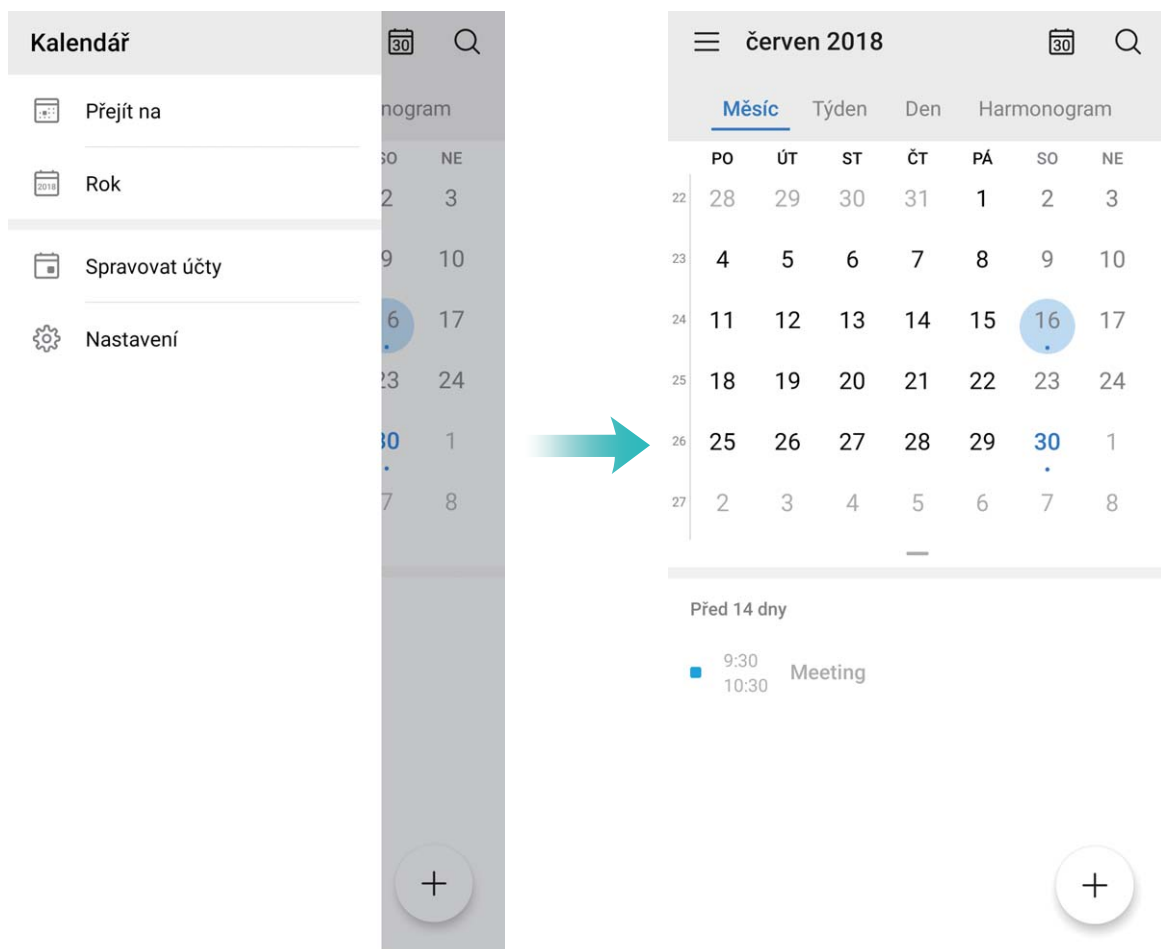 Kalendář
30
Přejít na
2018
Rok
Spravovat účty
Nastavení
nogram
SO NE
2 3
9 10
6 17
23 24
30 1
7 8
červen 2018
30
Měsíc Týden Den Harmonogram
PO ÚT ST ČT PÁ SO NE
22 28 29 30 31 1 2 3
23 4 5 6 7 8 9 10
24 11 12 13 14 15 16 17
25 18 19 20 21 22 23 24
26 25 26 27 28 29 30 1
27 2 3 4 5 6 7 8
Před 14 dny
9:30
10:30 Meeting